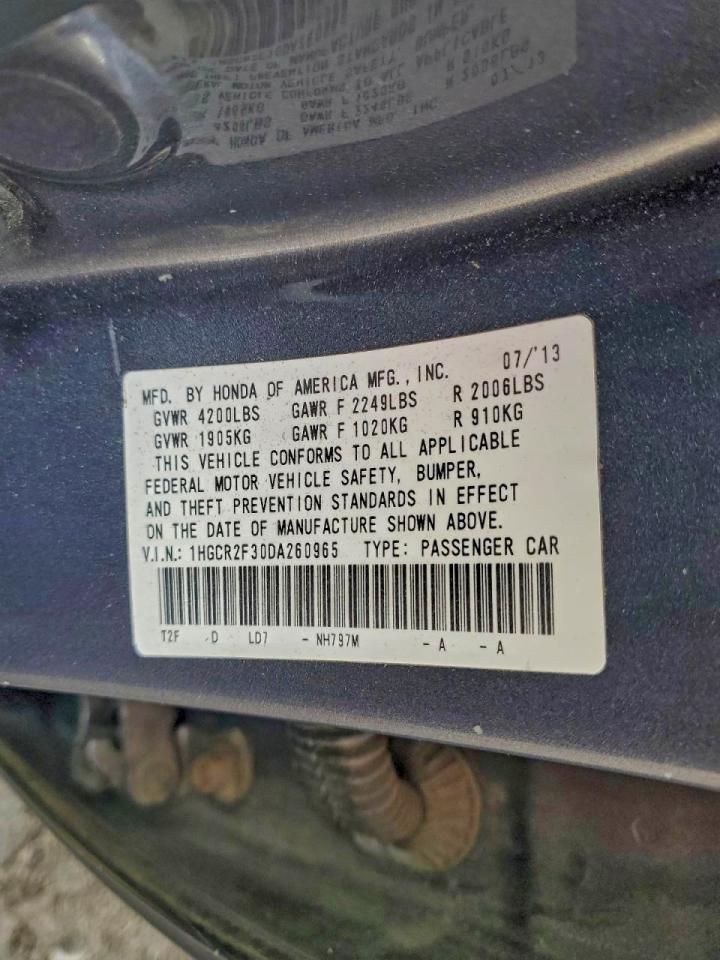 MFD. BY HONDA OF AMERICA MFG., INC. 07/'13
GVWR 4200LBS GAWR F 2249LBS R 2006LBS
GVWR 1905KG GAWR F 1020KG R 910KG
THIS VEHICLE CONFORMS TO ALL APPLICABLE
FEDERAL MOTOR VEHICLE SAFETY, BUMPER,
AND THEFT PREVENTION STANDARDS IN EFFECT
ON THE DATE OF MANUFACTURE SHOWN ABOVE.
V.I.N.: 1HGCR2F30DA260965 TYPE: PASSENGER CAR
T2F D LD7 - NH797M - A - A